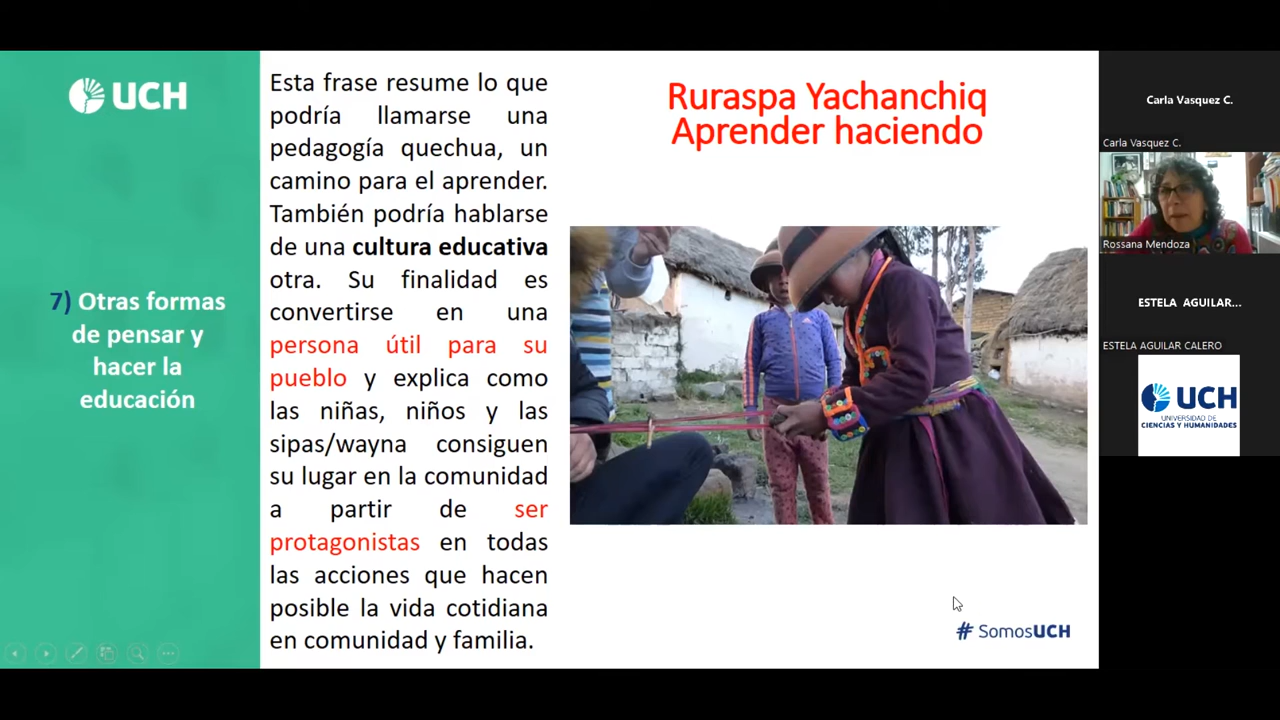 UCH
7) Otras formas
de pensar y
hacer la
educación
Esta frase resume lo que
podría llamarse una
pedagogía quechua, un
camino para el aprender.
También podría hablarse
de una cultura educativa
otra. Su finalidad es
convertirse en una
persona útil para su
pueblo y explica como
las niñas, niños y las
sipas/wayna consiguen
su lugar en la comunidad
a partir de ser
protagonistas en todas
las acciones que hacen
posible la vida cotidiana
en comunidad y familia.
Ruraspa Yachanchiq
Aprender haciendo
# SomosUCH
Carla Vasquez C.
Carla Vasquez C.
Rossana Mendoza
ESTELA AGUILAR...
ESTELA AGUILAR CALERO
UCH
UNIVERSIDAD DE
CIENCIAS Y HUMANIDADES